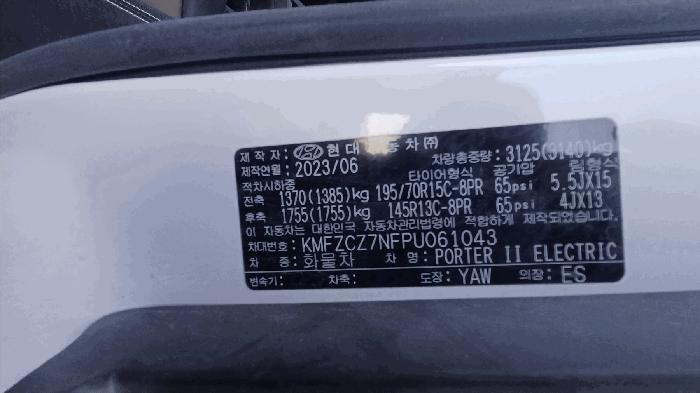 제 작 자 : 현 대 자 동 차 ㈜
제작연월 : 2023/06 차량총중량 : 3125(3140)kg
적차시하중 타이어형식 공기압 림형식
전축 1370(1385)kg 195/70R15C-8PR 65psi 5.5JX15
후축 1755(1755)kg 145R13C-8PR 65psi 4JX13
이 자동차는 대한민국 자동차관리법령에 적합하게 제작되었음
차대번호 : KMFZCZ7NFPU061043
차 종 : 화물차 차 명 : PORTER II ELECTRIC
변속기 : 차축 : 도장 : YAW 의장 : ES